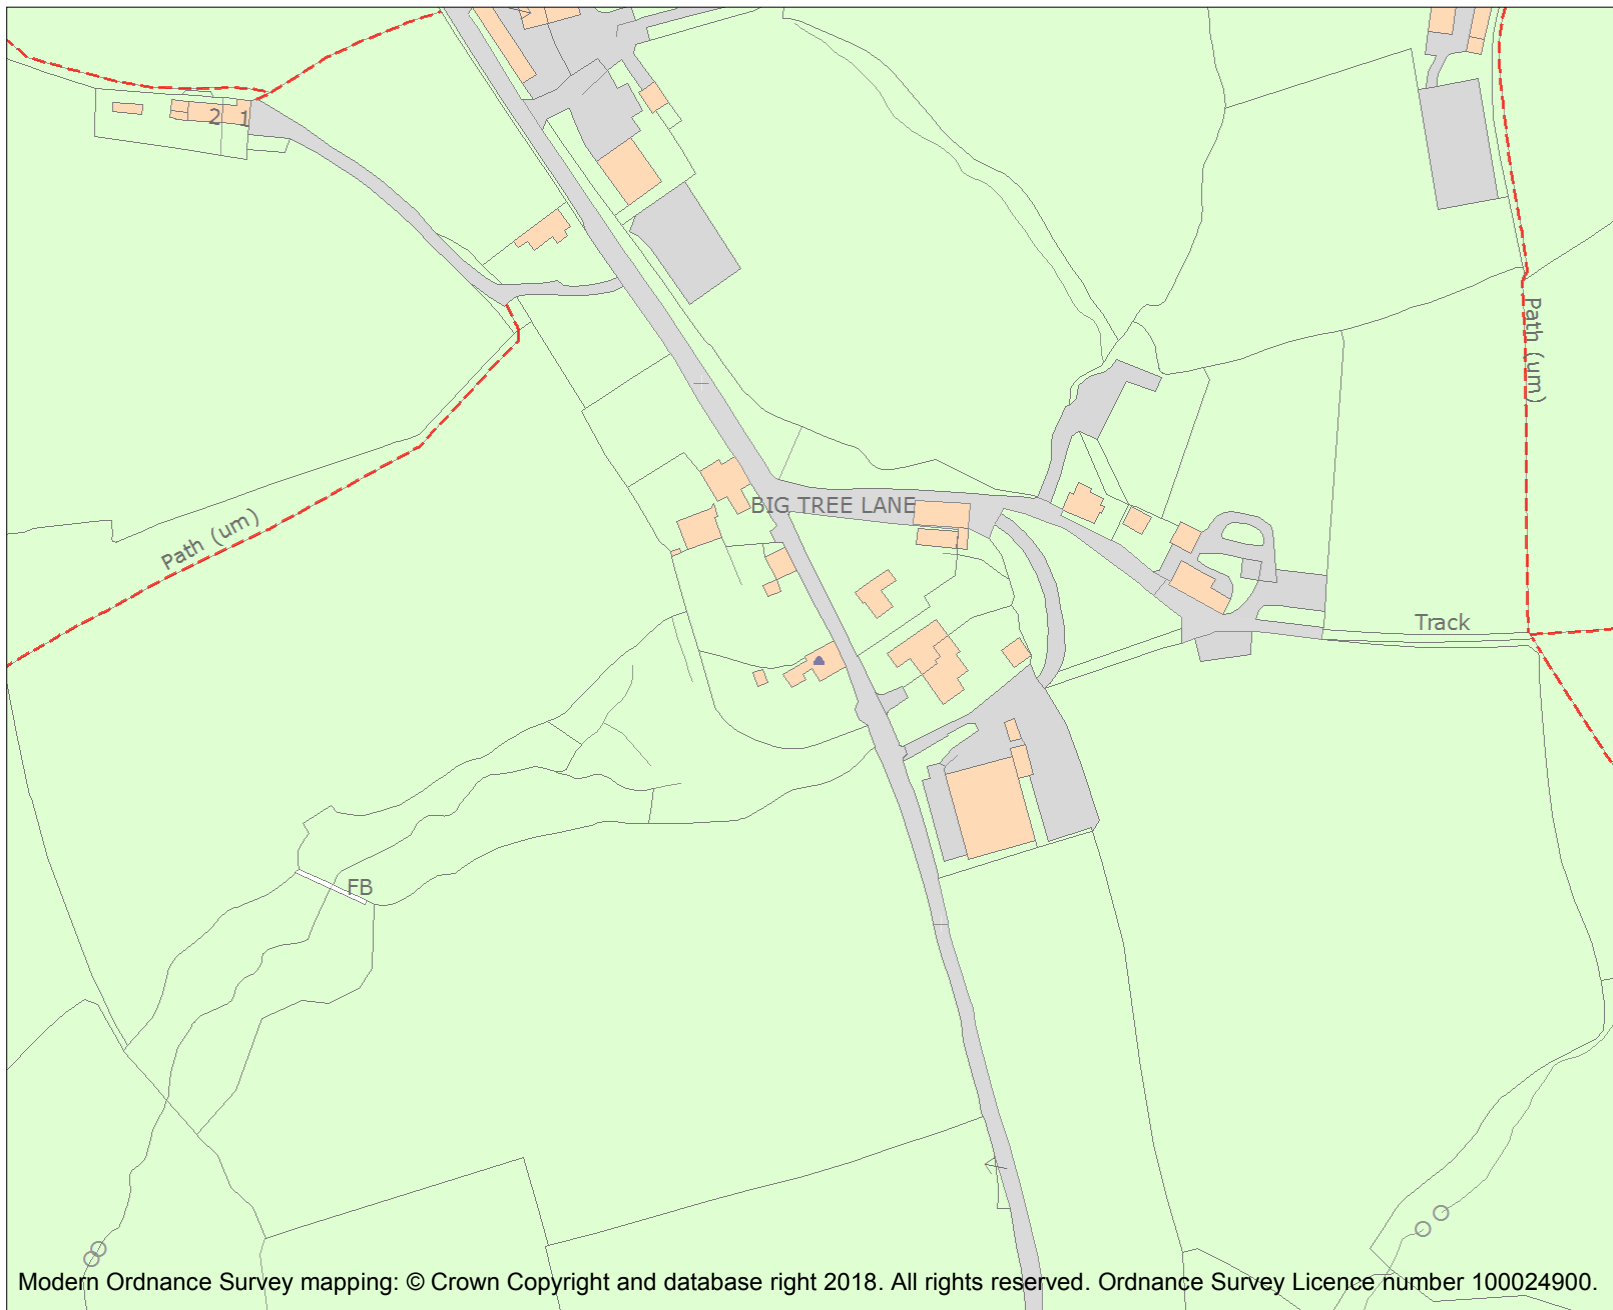 2 1
Path (um)
BIG TREE LANE
Path (um)
Track
FB
Modern Ordnance Survey mapping: © Crown Copyright and database right 2018. All rights reserved. Ordnance Survey Licence number 100024900.